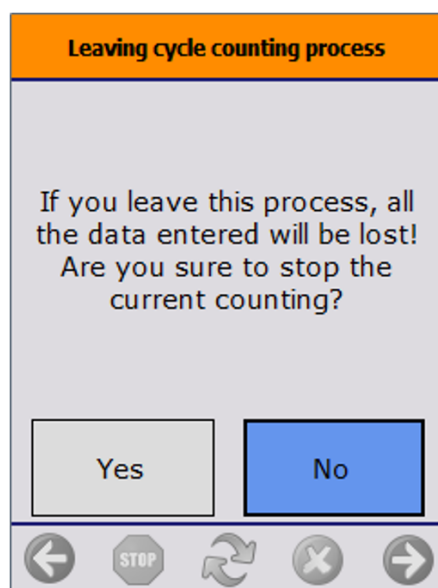 Leaving cycle counting process
If you leave this process, all
the data entered will be lost!
Are you sure to stop the
current counting?
Yes
No
STOP